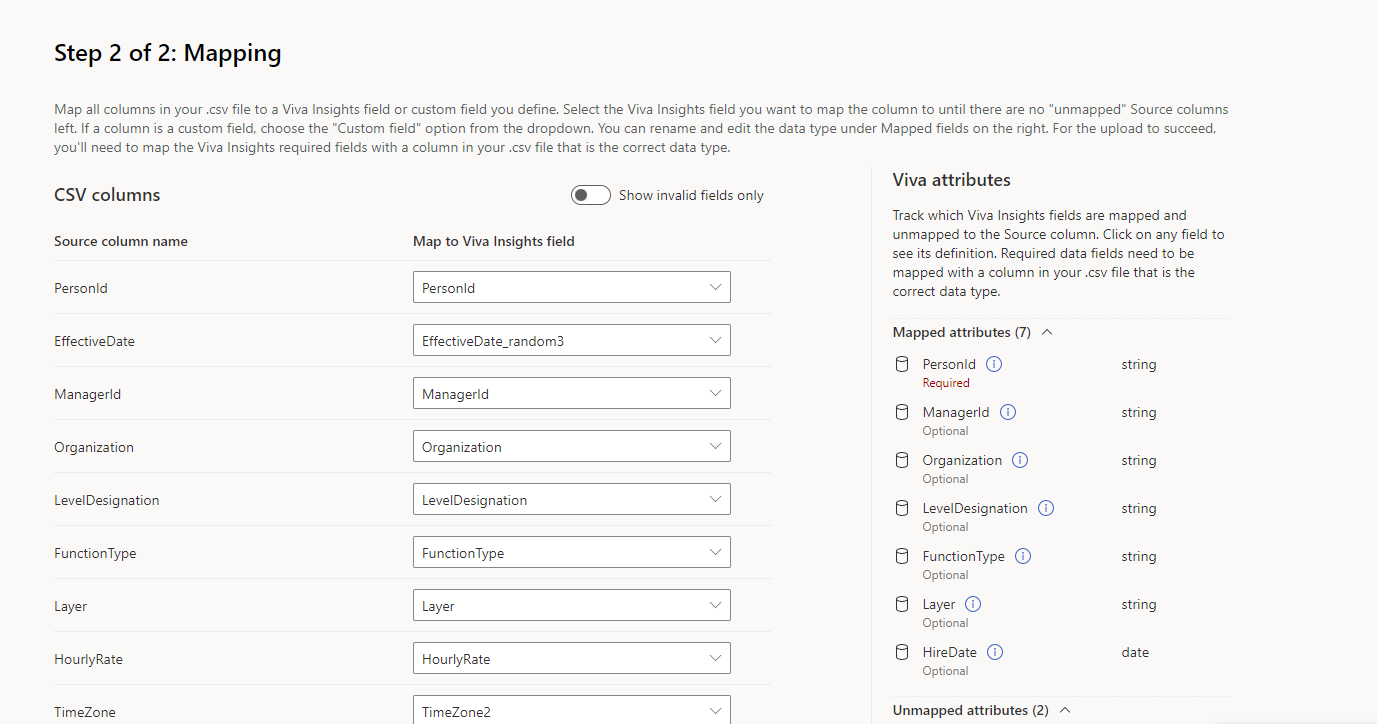 Step 2 of 2: Mapping
Map all columns in your .csv file to a Viva Insights field or custom field you define. Select the Viva Insights field you want to map the column to until there are no "unmapped" Source columns
left. If a column is a custom field, choose the "Custom field" option from the dropdown. You can rename and edit the data type under Mapped fields on the right. For the upload to succeed,
you'll need to map the Viva Insights required fields with a column in your .csv file that is the correct data type.
CSV columns
Show invalid fields only
Source column name
Map to Viva Insights field
PersonId
PersonId
EffectiveDate
EffectiveDate_random3
ManagerId
ManagerId
Organization
Organization
LevelDesignation
LevelDesignation
FunctionType
FunctionType
Layer
Layer
HourlyRate
HourlyRate
TimeZone
TimeZone2
Viva attributes
Track which Viva Insights fields are mapped and
unmapped to the Source column. Click on any field to
see its definition. Required data fields need to be
mapped with a column in your .csv file that is the
correct data type.
Mapped attributes (7)
PersonId
string
Required
ManagerId
string
Optional
Organization
string
Optional
LevelDesignation
string
Optional
FunctionType
string
Optional
Layer
string
Optional
HireDate
date
Optional
Unmapped attributes (2)